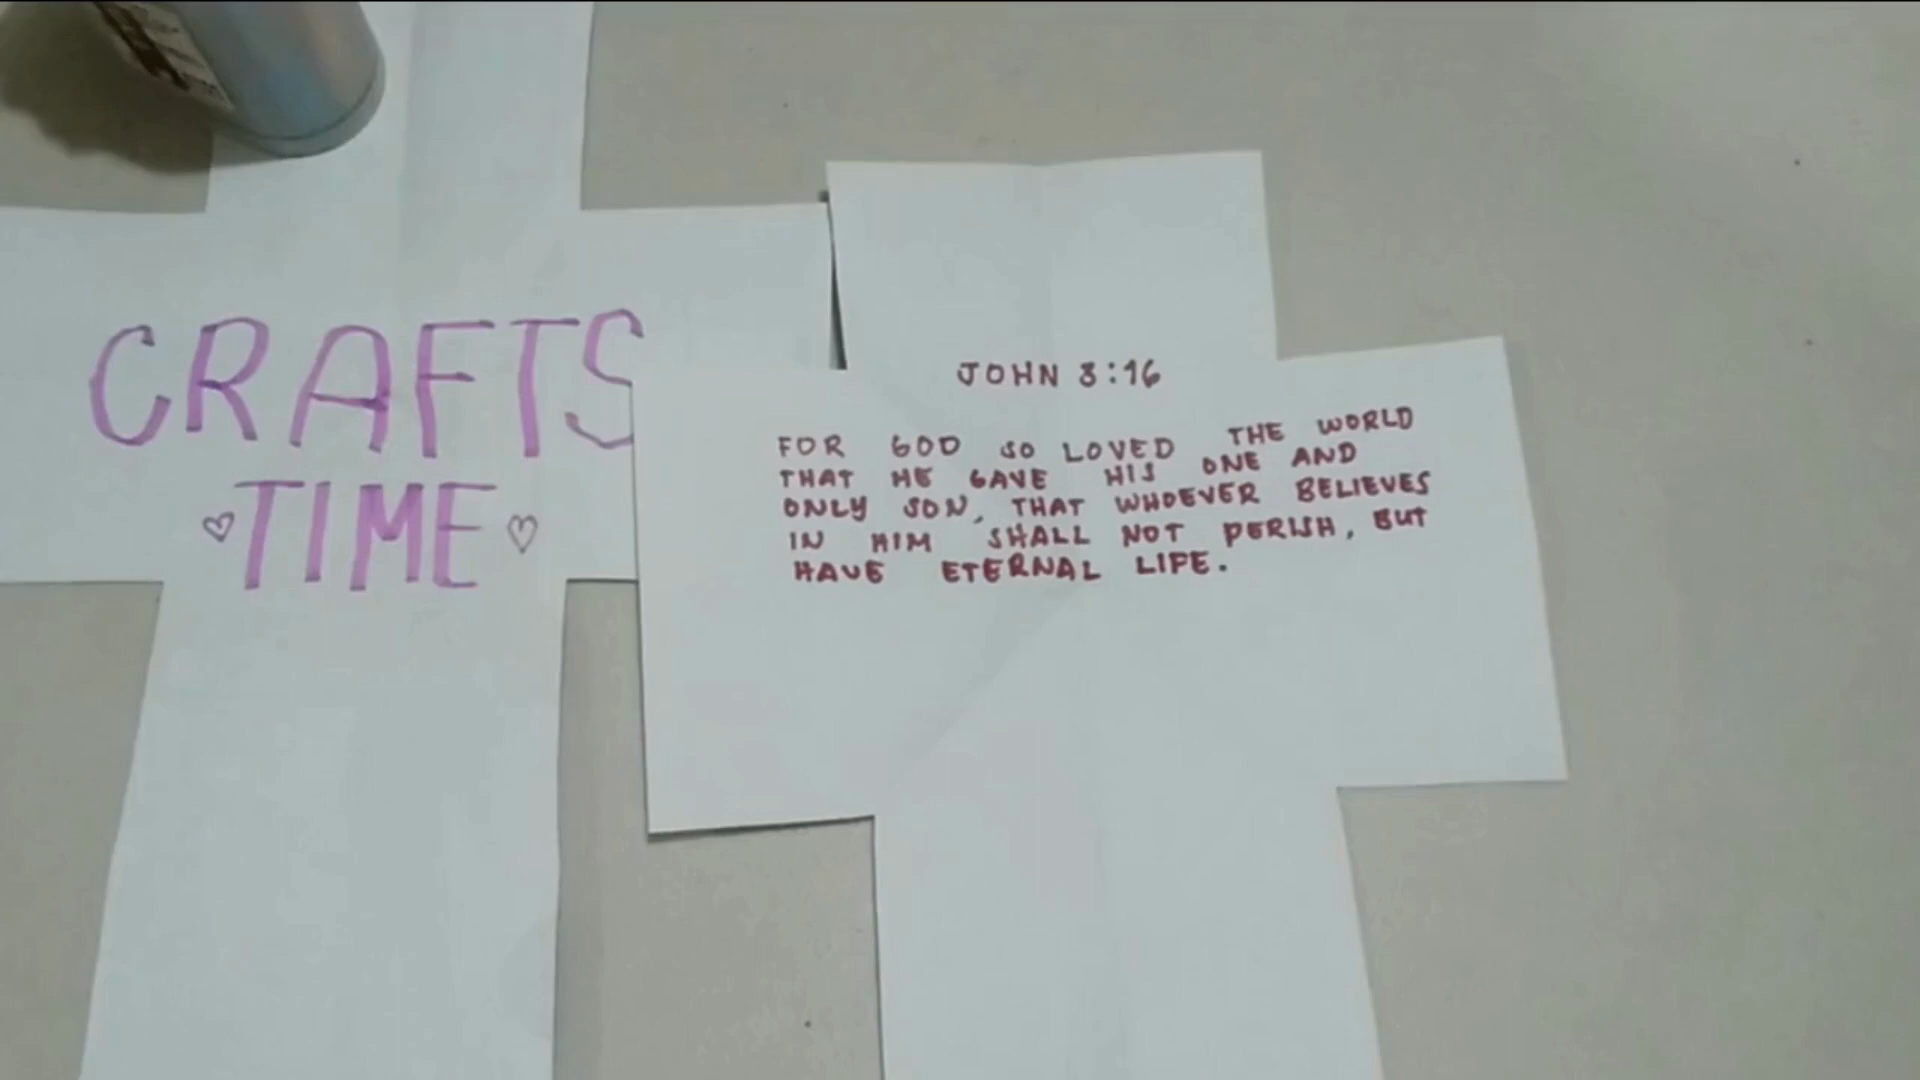 CRAFTS
♡TIME♡
JOHN 3:16
FOR GOD SO LOVED THE WORLD
THAT HE GAVE HIS ONE AND
ONLY SON, THAT WHOEVER BELIEVES
IN HIM SHALL NOT PERISH, BUT
HAVE ETERNAL LIFE.